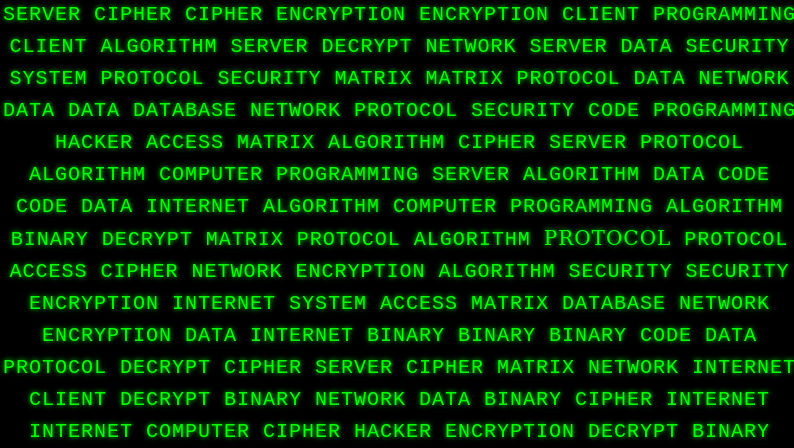 SERVER CIPHER CIPHER ENCRYPTION ENCRYPTION CLIENT PROGRAMMING
CLIENT ALGORITHM SERVER DECRYPT NETWORK SERVER DATA SECURITY
SYSTEM PROTOCOL SECURITY MATRIX MATRIX PROTOCOL DATA NETWORK
DATA DATA DATABASE NETWORK PROTOCOL SECURITY CODE PROGRAMMING
HACKER ACCESS MATRIX ALGORITHM CIPHER SERVER PROTOCOL
ALGORITHM COMPUTER PROGRAMMING SERVER ALGORITHM DATA CODE
CODE DATA INTERNET ALGORITHM COMPUTER PROGRAMMING ALGORITHM
BINARY DECRYPT MATRIX PROTOCOL ALGORITHM PROTOCOL PROTOCOL
ACCESS CIPHER NETWORK ENCRYPTION ALGORITHM SECURITY SECURITY
ENCRYPTION INTERNET SYSTEM ACCESS MATRIX DATABASE NETWORK
ENCRYPTION DATA INTERNET BINARY BINARY BINARY CODE DATA
PROTOCOL DECRYPT CIPHER SERVER CIPHER MATRIX NETWORK INTERNET
CLIENT DECRYPT BINARY NETWORK DATA BINARY CIPHER INTERNET
INTERNET COMPUTER CIPHER HACKER ENCRYPTION DECRYPT BINARY